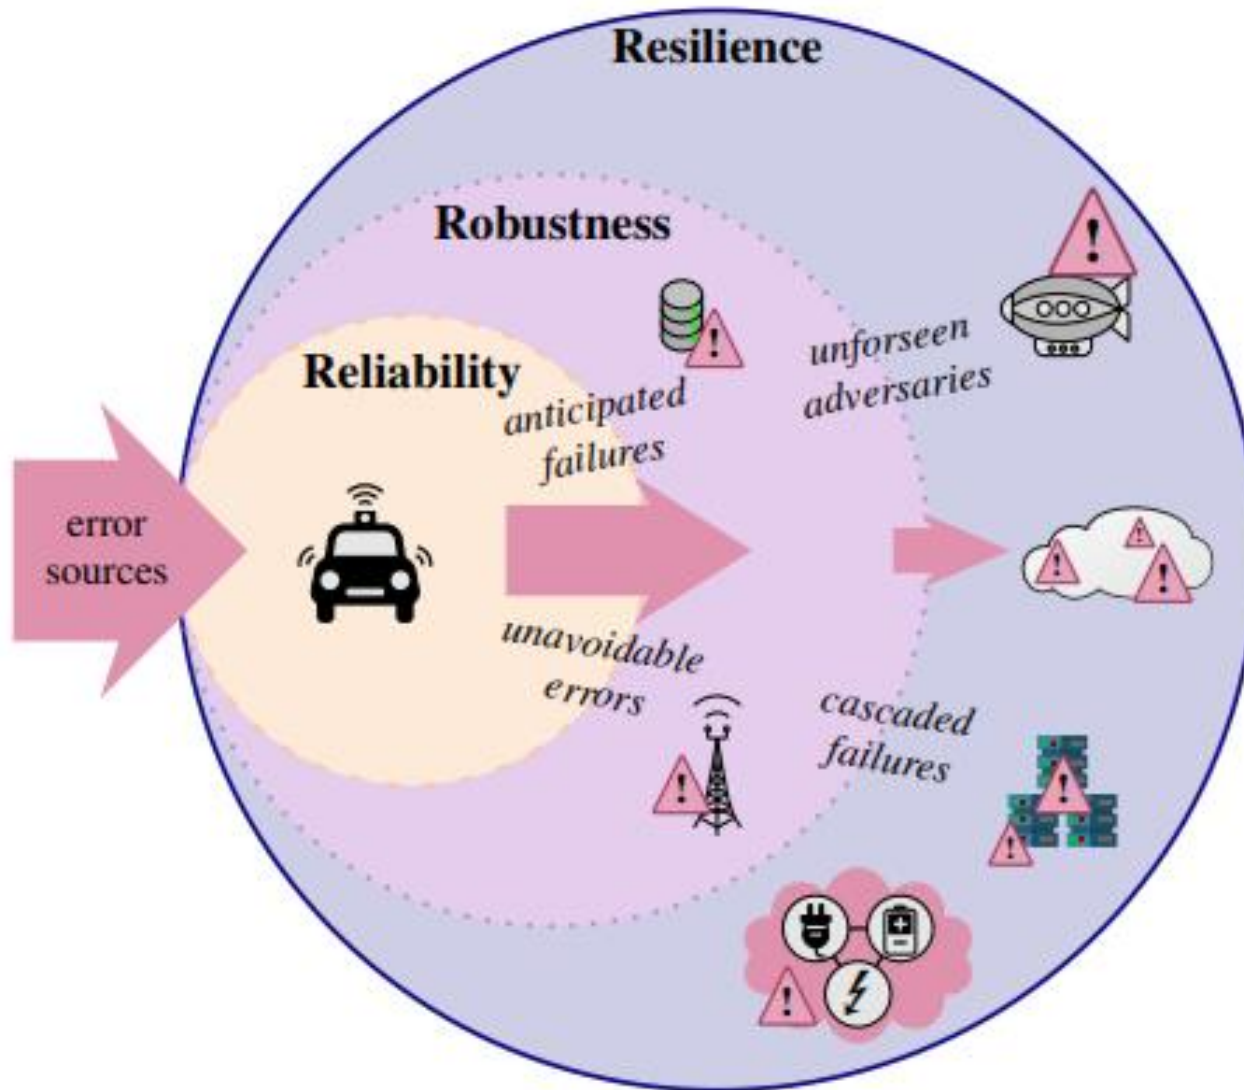 Resilience
Robustness
Reliability
anticipated
failures
unforseen
adversaries
error
sources
unavoidable
errors
cascaded
failures
!
!
!
!
!
!
!
!
!